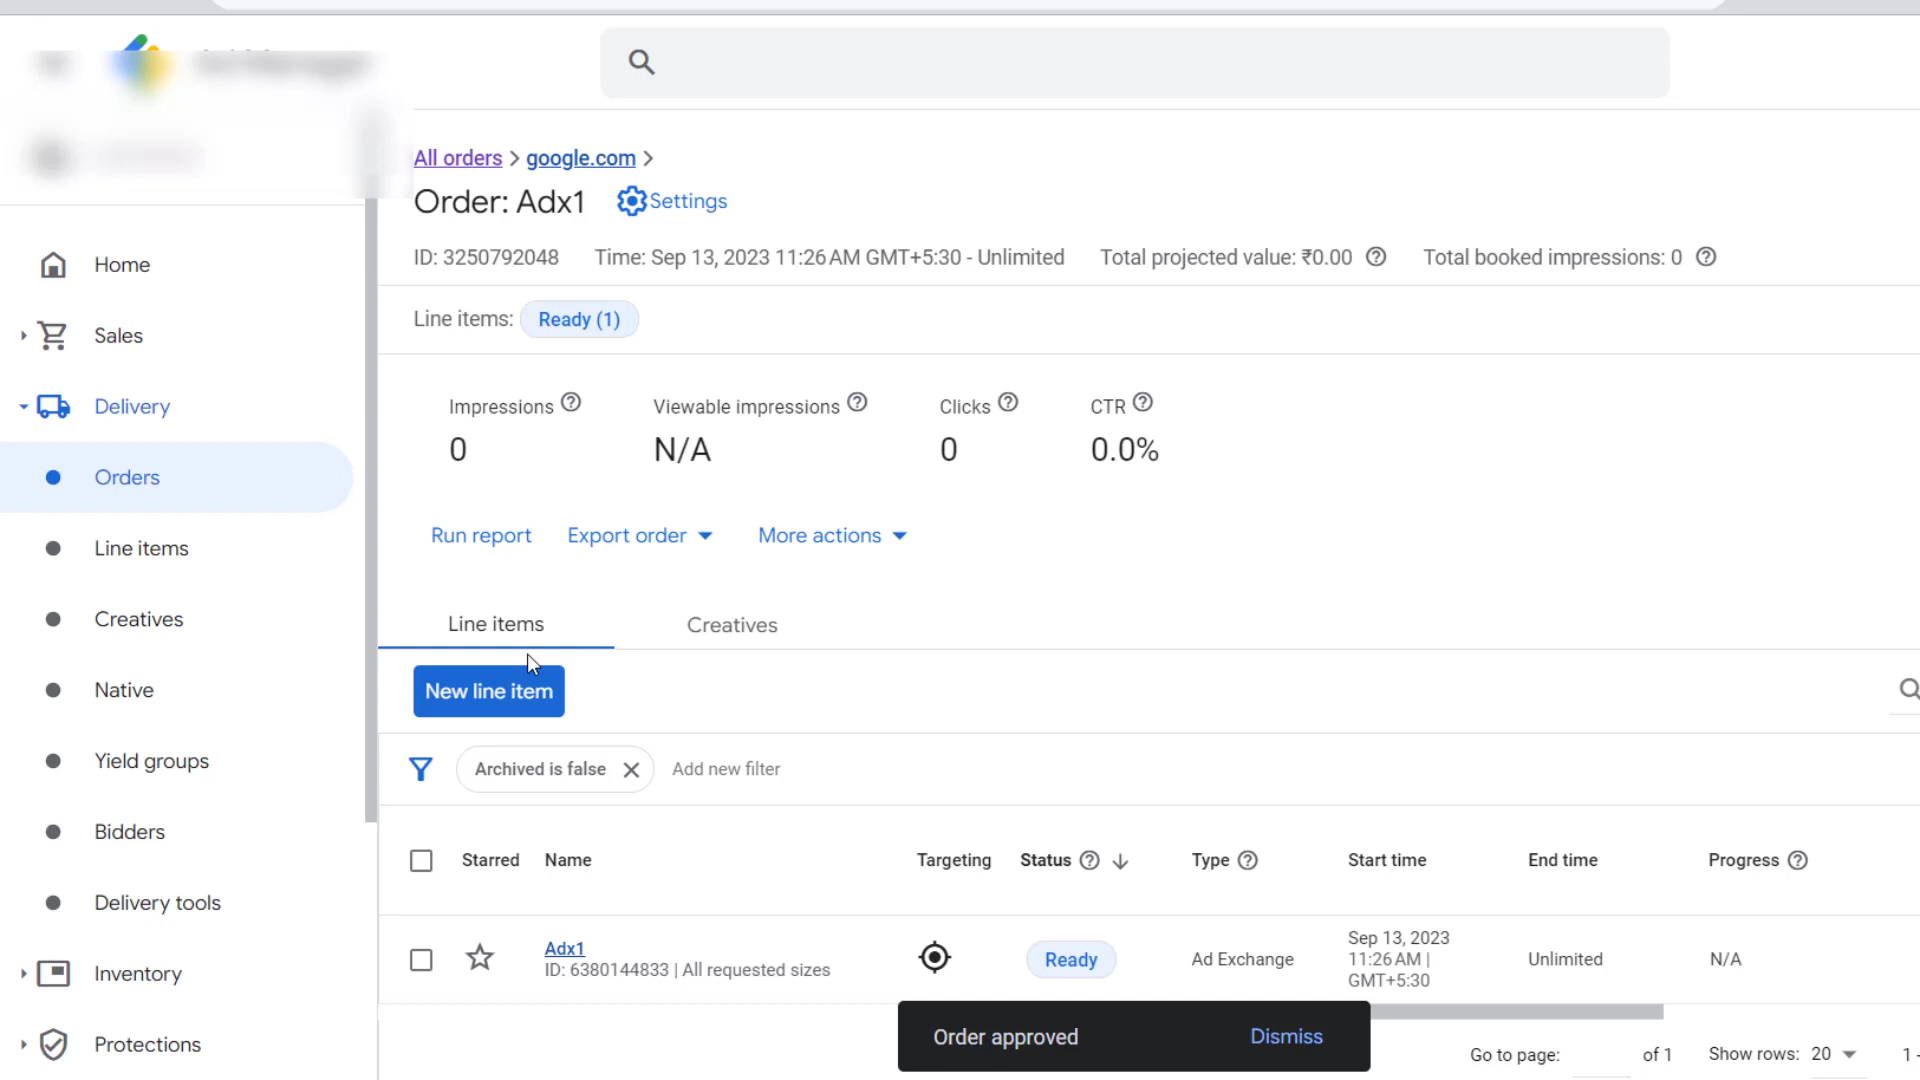 All orders > google.com >
Order: Adx1 Settings
ID: 3250792048 Time: Sep 13, 2023 11:26 AM GMT+5:30 - Unlimited Total projected value: ₹0.00 Total booked impressions: 0
Line items: Ready (1)
Home
Sales
Delivery
Orders
Line items
Creatives
Native
Yield groups
Bidders
Delivery tools
Inventory
Protections
Impressions Viewable impressions Clicks CTR
0 N/A 0 0.0%
Run report Export order More actions
Line items Creatives
New line item
Archived is false Add new filter
Starred Name Targeting Status Type Start time End time Progress
Adx1
ID: 6380144833 | All requested sizes
Ready Ad Exchange
Sep 13, 2023
11:26 AM |
GMT+5:30
Unlimited N/A
Order approved Dismiss
Go to page: of 1 Show rows: 20 1 -